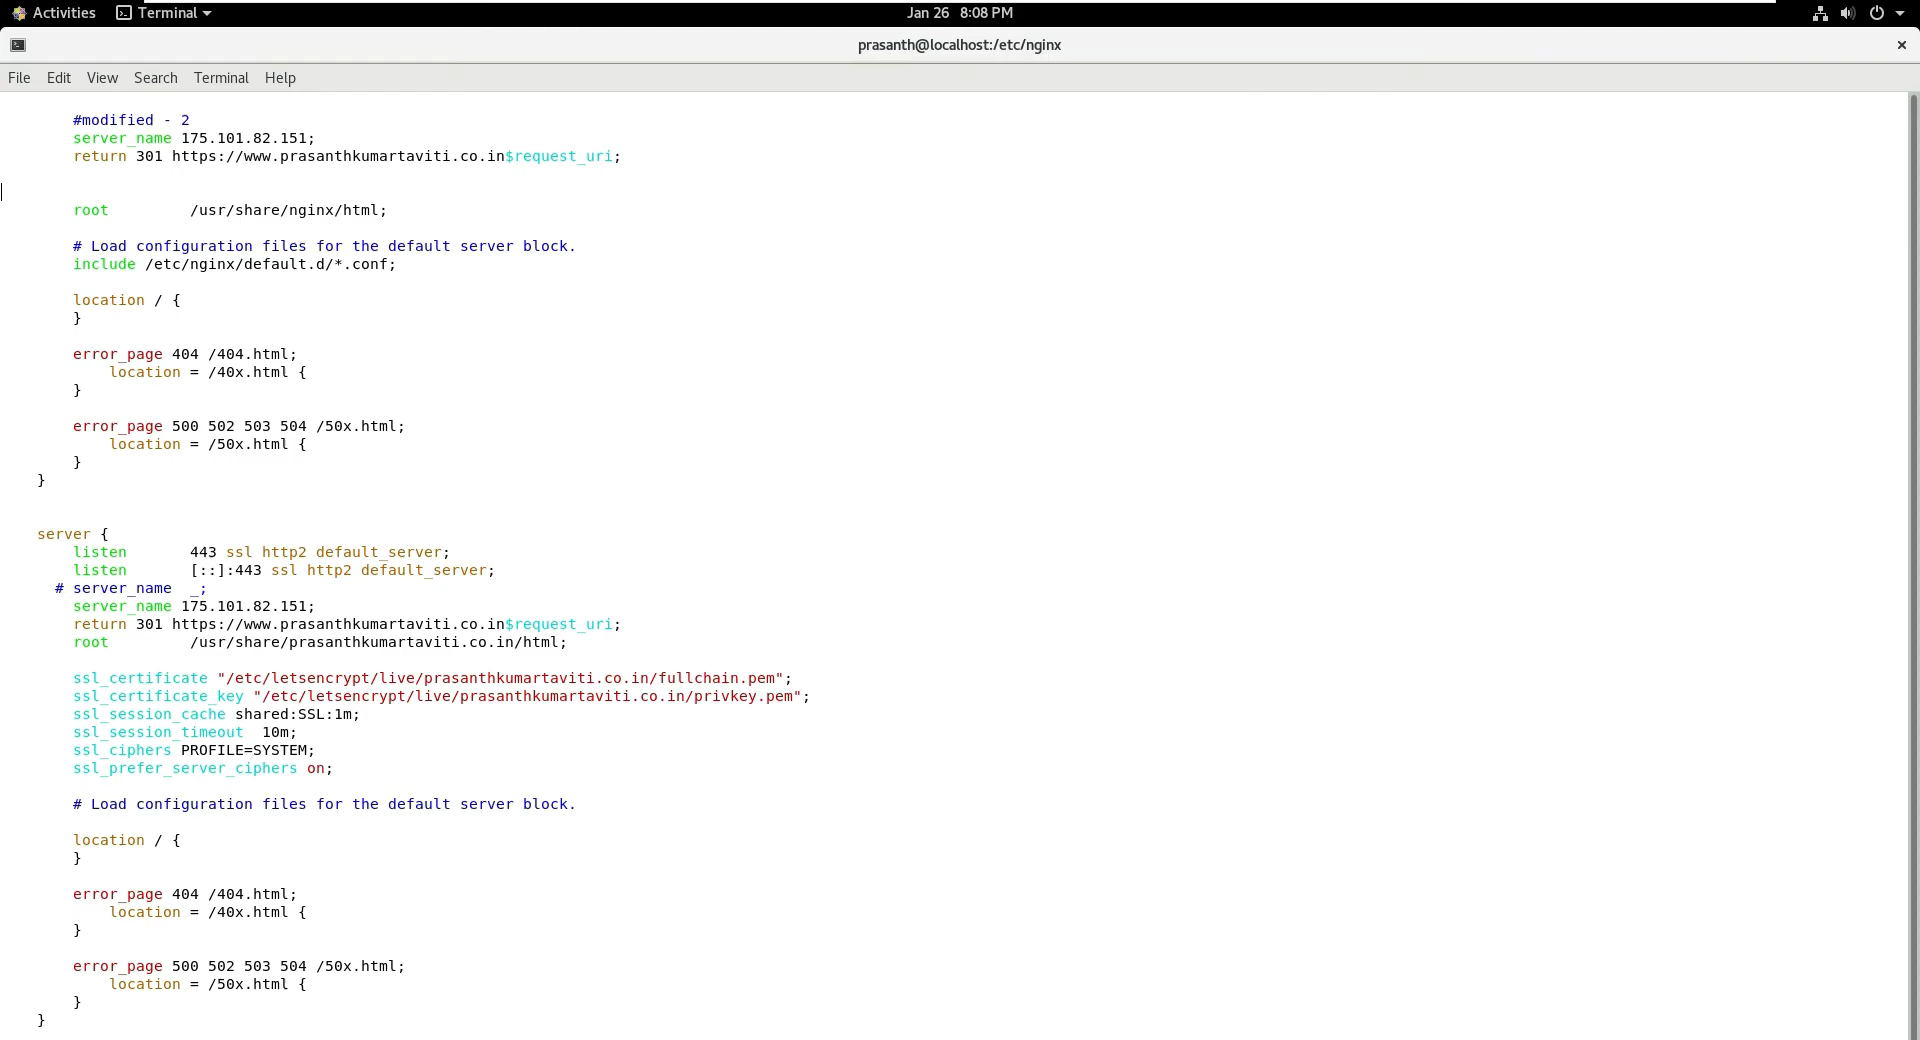 Activities Terminal Jan 26 8:08 PM
prasanth@localhost:/etc/nginx
File Edit View Search Terminal Help
#modified - 2
server_name 175.101.82.151;
return 301 https://www.prasanthkumartaviti.co.in$request_uri;
root         /usr/share/nginx/html;
# Load configuration files for the default server block.
include /etc/nginx/default.d/*.conf;
location / {
}
error_page 404 /404.html;
location = /40x.html {
}
error_page 500 502 503 504 /50x.html;
location = /50x.html {
}
}
server {
listen       443 ssl http2 default_server;
listen       [::]:443 ssl http2 default_server;
# server_name  _;
server_name 175.101.82.151;
return 301 https://www.prasanthkumartaviti.co.in$request_uri;
root         /usr/share/prasanthkumartaviti.co.in/html;
ssl_certificate "/etc/letsencrypt/live/prasanthkumartaviti.co.in/fullchain.pem";
ssl_certificate_key "/etc/letsencrypt/live/prasanthkumartaviti.co.in/privkey.pem";
ssl_session_cache shared:SSL:1m;
ssl_session_timeout  10m;
ssl_ciphers PROFILE=SYSTEM;
ssl_prefer_server_ciphers on;
# Load configuration files for the default server block.
location / {
}
error_page 404 /404.html;
location = /40x.html {
}
error_page 500 502 503 504 /50x.html;
location = /50x.html {
}
}